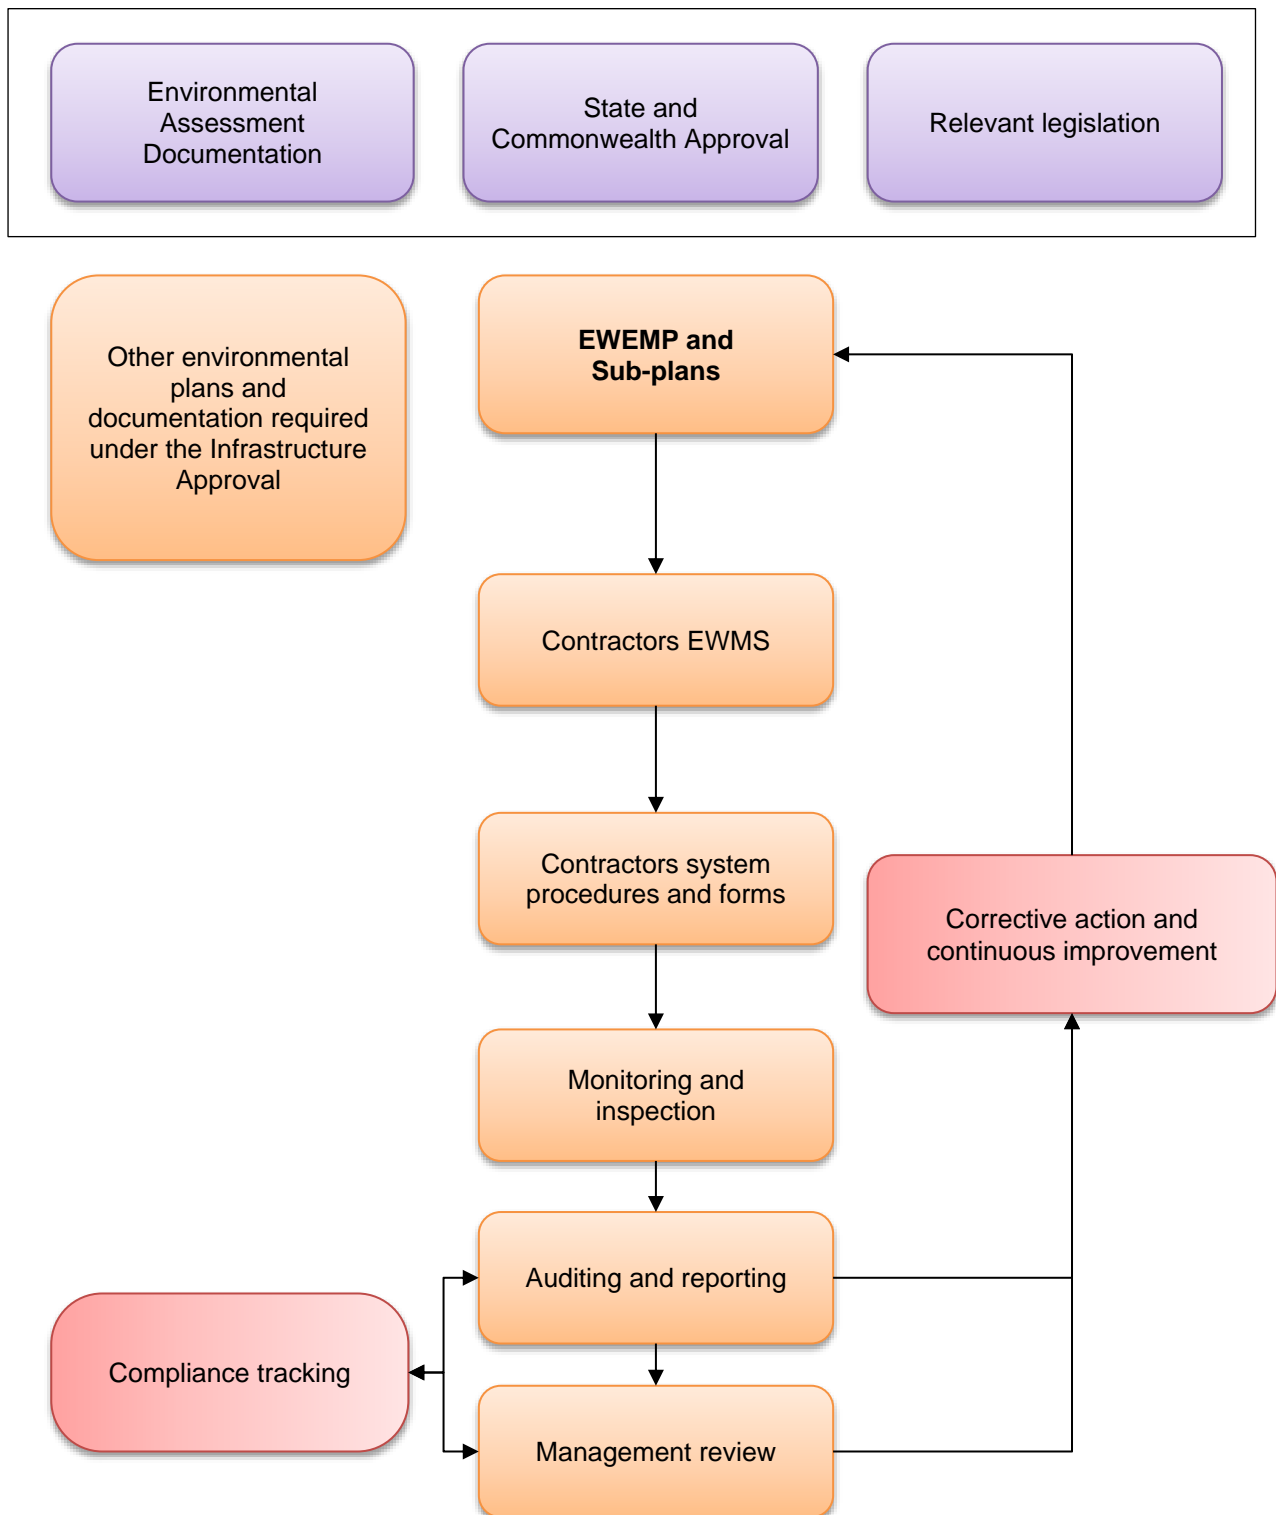 Environmental
Assessment
Documentation
State and
Commonwealth Approval
Relevant legislation
Other environmental
plans and
documentation required
under the Infrastructure
Approval
EWEMP and
Sub-plans
Contractors EWMS
Contractors system
procedures and forms
Corrective action and
continuous improvement
Monitoring and
inspection
Auditing and reporting
Compliance tracking
Management review